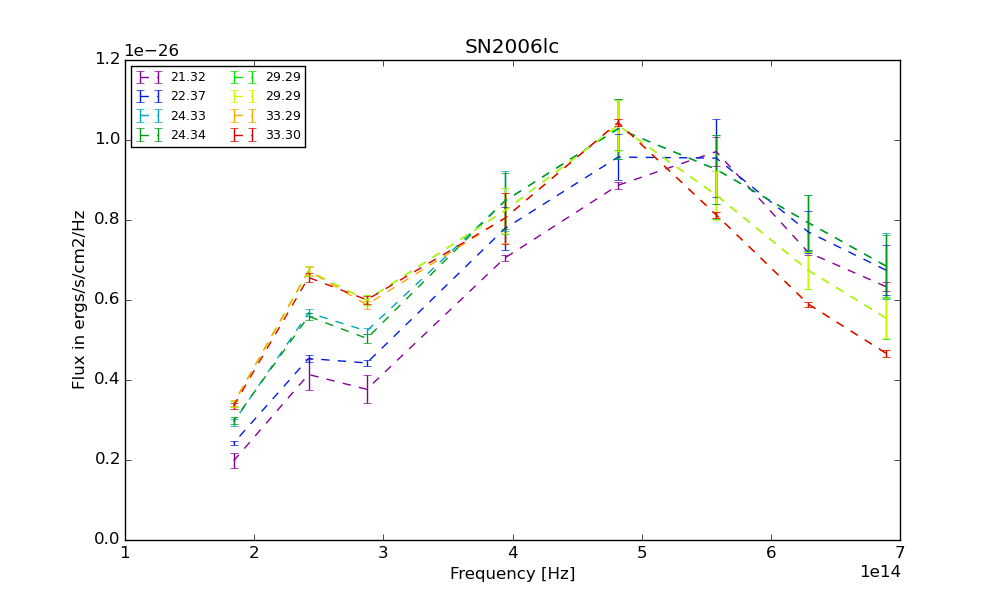 SN2006lc
1e−26
1.2
1.0
0.8
0.6
0.4
0.2
0.0
Flux in ergs/s/cm2/Hz
21.32
22.37
24.33
24.34
29.29
29.29
33.29
33.30
1 2 3 4 5 6 7
1e14
Frequency [Hz]